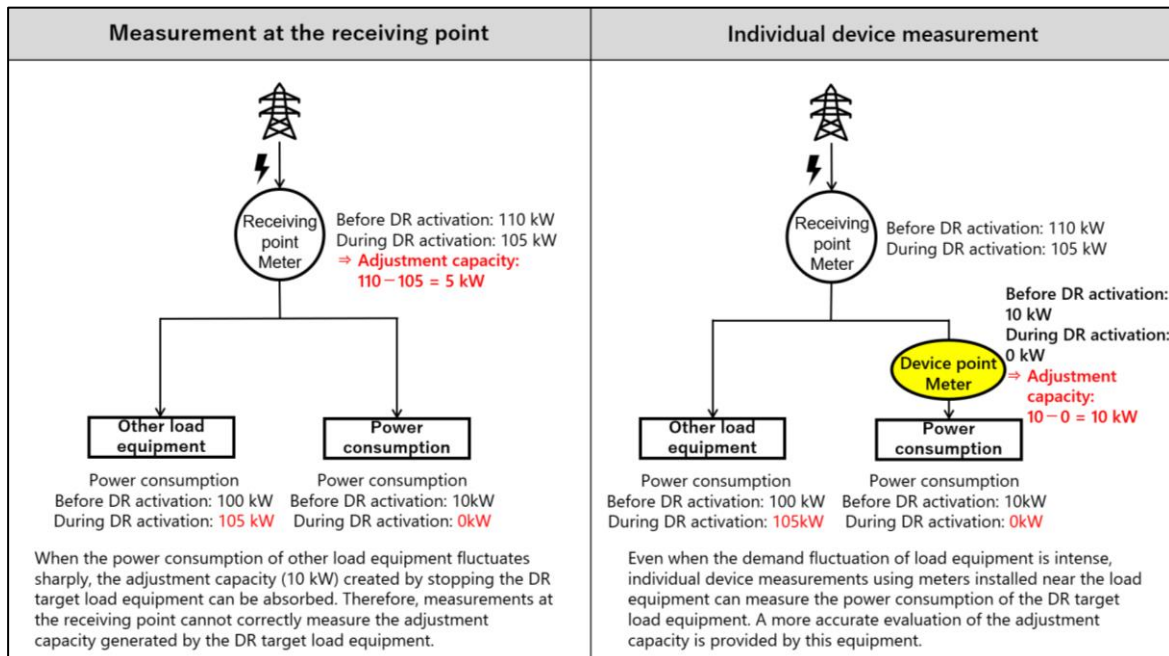 Measurement at the receiving point
Receiving
point
Meter
Before DR activation: 110 kW
During DR activation: 105 kW
⇒ Adjustment capacity:
110－105 = 5 kW
Other load
equipment
Power
consumption
Power consumption
Before DR activation: 100 kW
During DR activation: 105 kW
Power consumption
Before DR activation: 10kW
During DR activation: 0kW
When the power consumption of other load equipment fluctuates
sharply, the adjustment capacity (10 kW) created by stopping the DR
target load equipment can be absorbed. Therefore, measurements at
the receiving point cannot correctly measure the adjustment
capacity generated by the DR target load equipment.
Individual device measurement
Receiving
point
Meter
Before DR activation: 110 kW
During DR activation: 105 kW
Before DR activation:
10 kW
During DR activation:
0 kW
⇒ Adjustment
capacity:
10－0 = 10 kW
Device point
Meter
Other load
equipment
Power
consumption
Power consumption
Before DR activation: 100 kW
During DR activation: 105kW
Power consumption
Before DR activation: 10kW
During DR activation: 0kW
Even when the demand fluctuation of load equipment is intense,
individual device measurements using meters installed near the load
equipment can measure the power consumption of the DR target
load equipment. A more accurate evaluation of the adjustment
capacity is provided by this equipment.